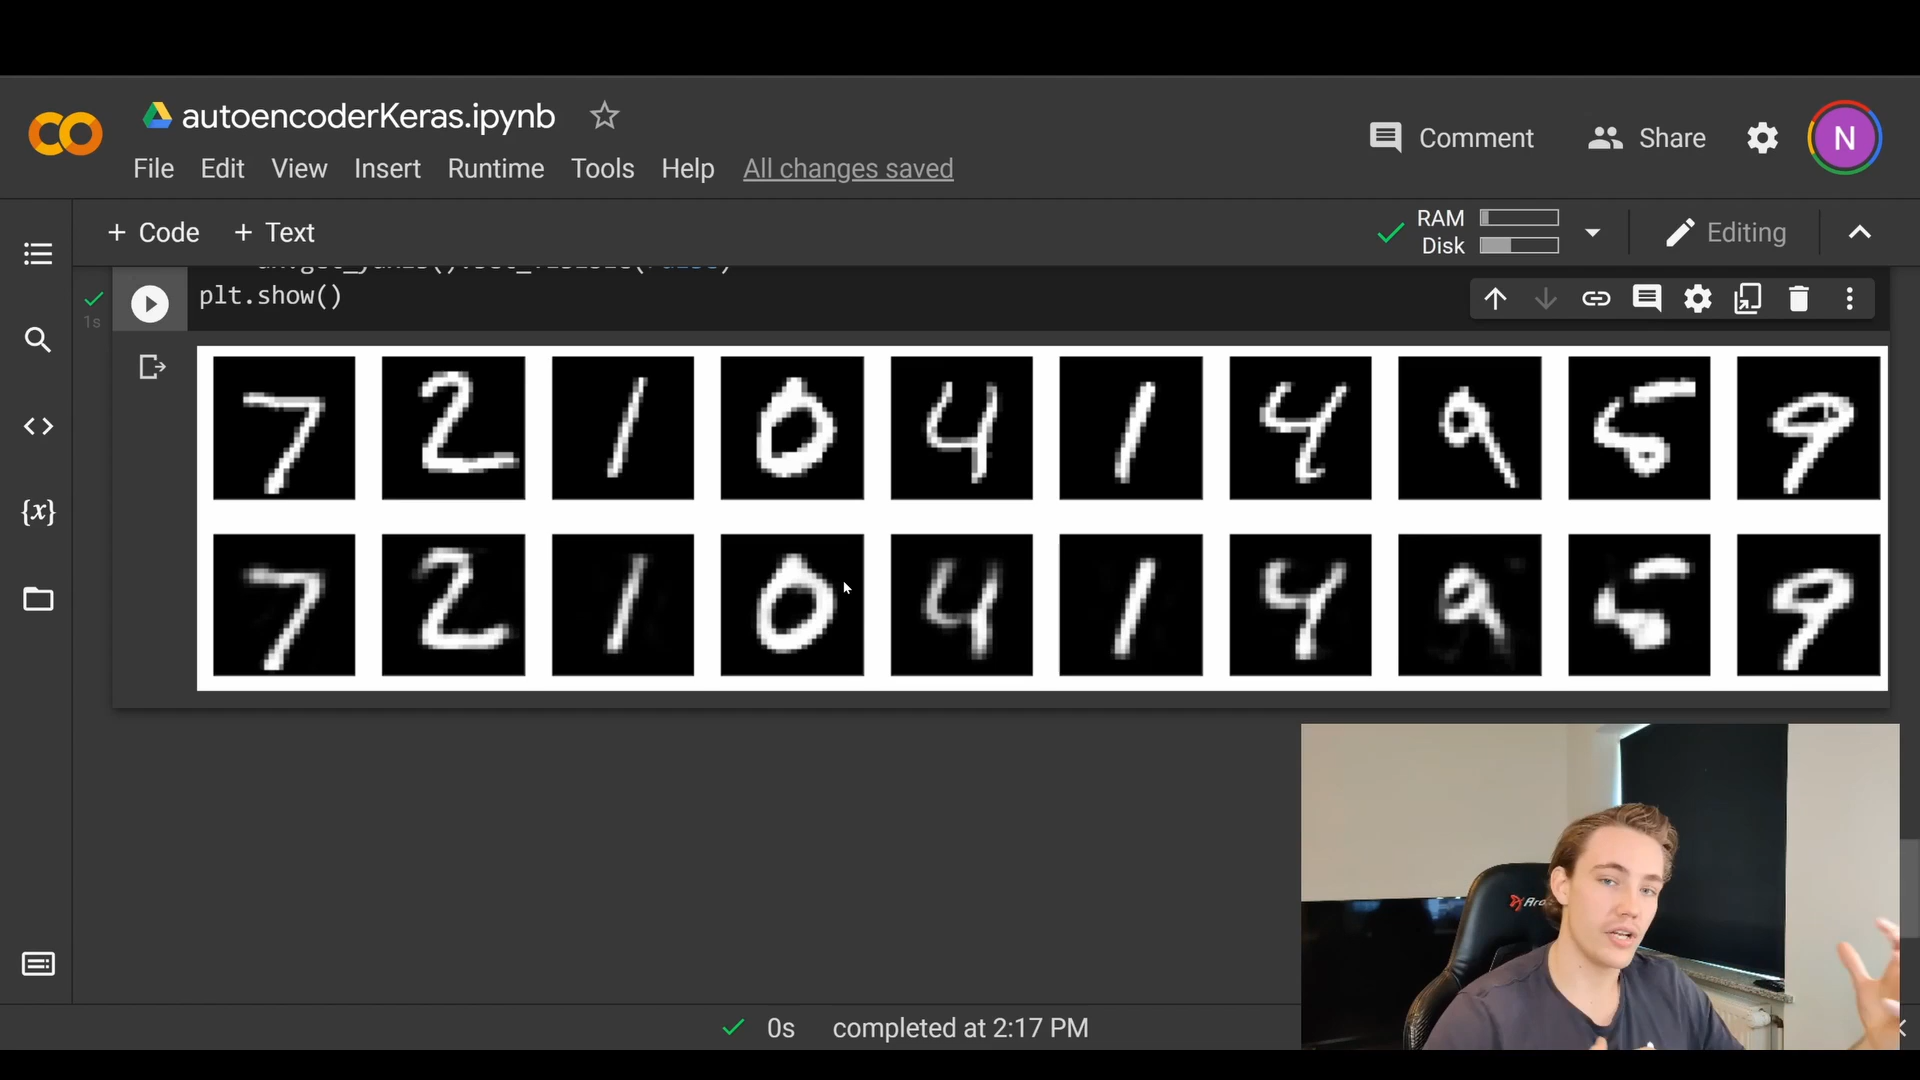 autoencoderKeras.ipynb
Comment
Share
N
File Edit View Insert Runtime Tools Help All changes saved
+ Code + Text
RAM
Disk
Editing
plt.show()
1s
{x}
7 2 1 0 4 1 4 9 5 9
7 2 1 0 4 1 4 9 5 9
0s completed at 2:17 PM